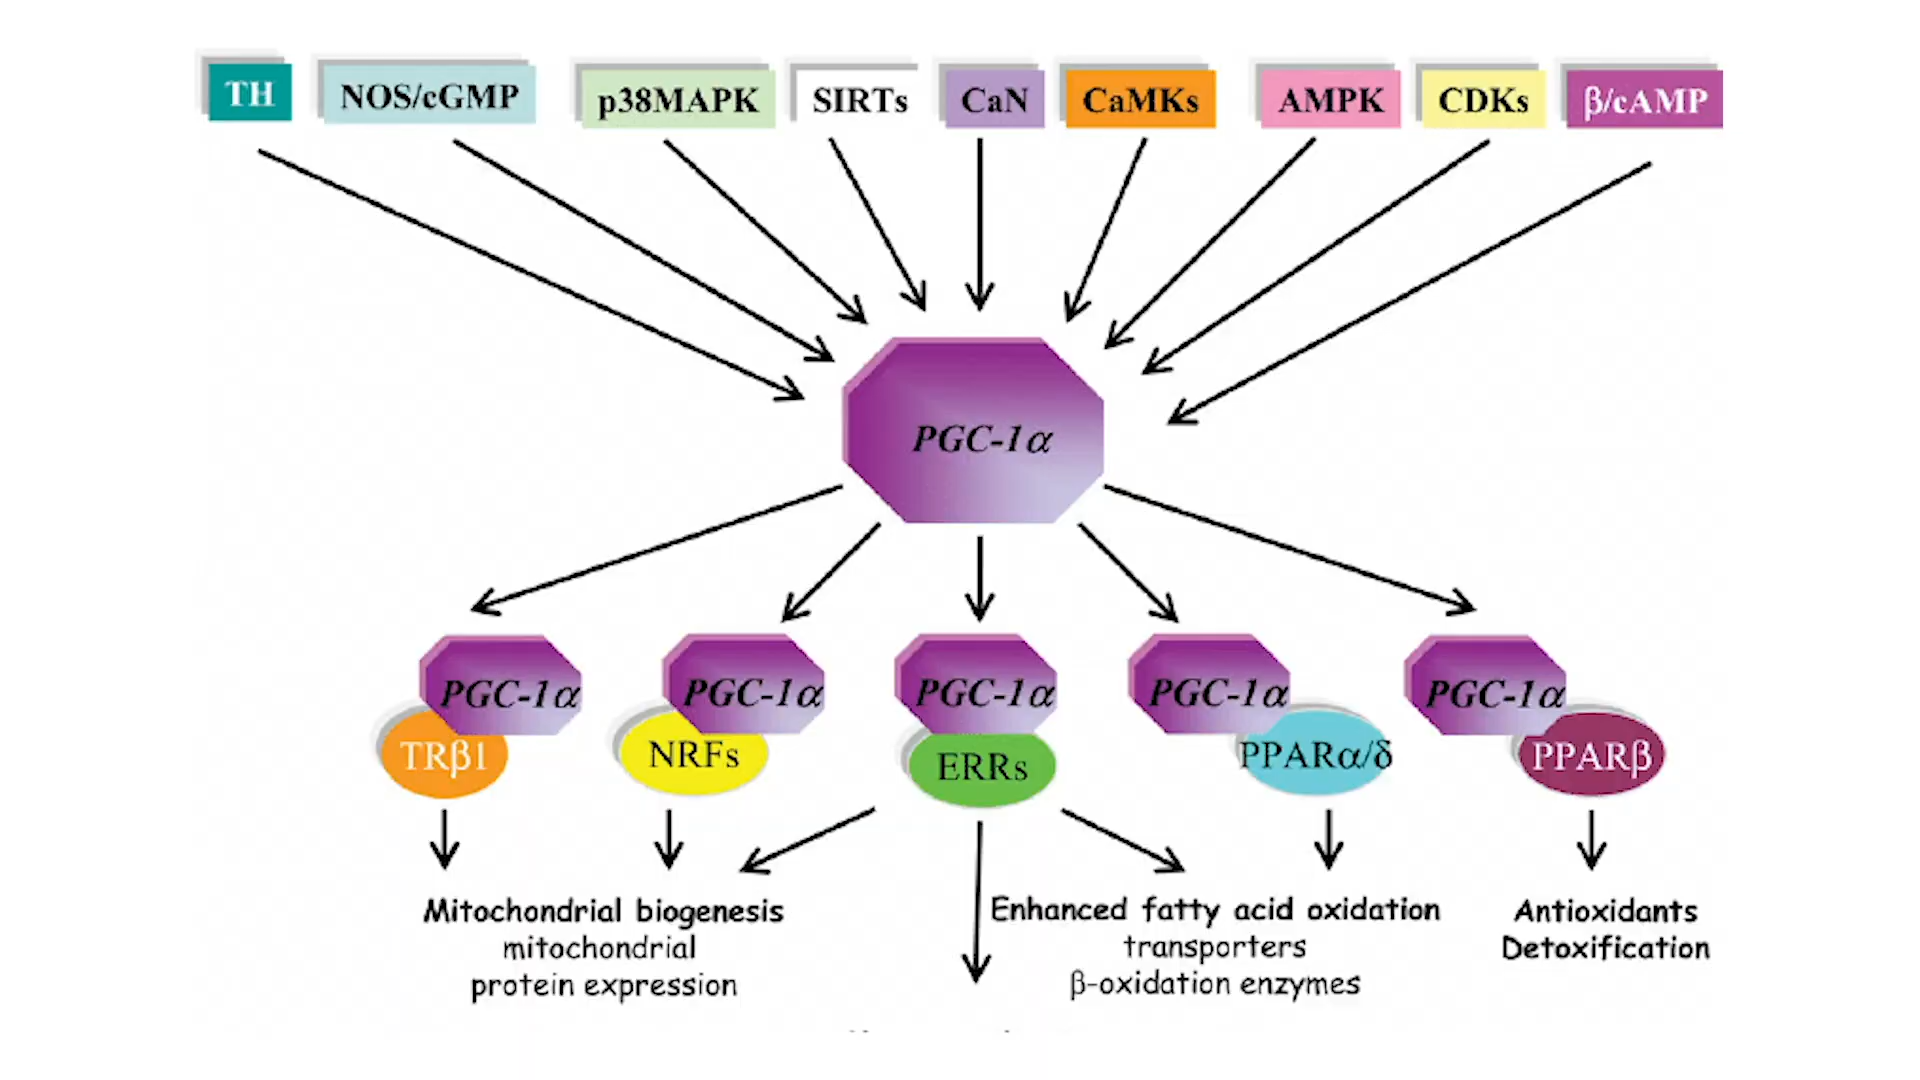 TH
NOS/cGMP
p38MAPK
SIRTs
CaN
CaMKs
AMPK
CDKs
β/cAMP
PGC-1α
PGC-1α
PGC-1α
PGC-1α
PGC-1α
PGC-1α
TRβ1
NRFs
ERRs
PPARα/δ
PPARβ
Mitochondrial biogenesis
mitochondrial
protein expression
Enhanced fatty acid oxidation
transporters
β-oxidation enzymes
Antioxidants
Detoxification